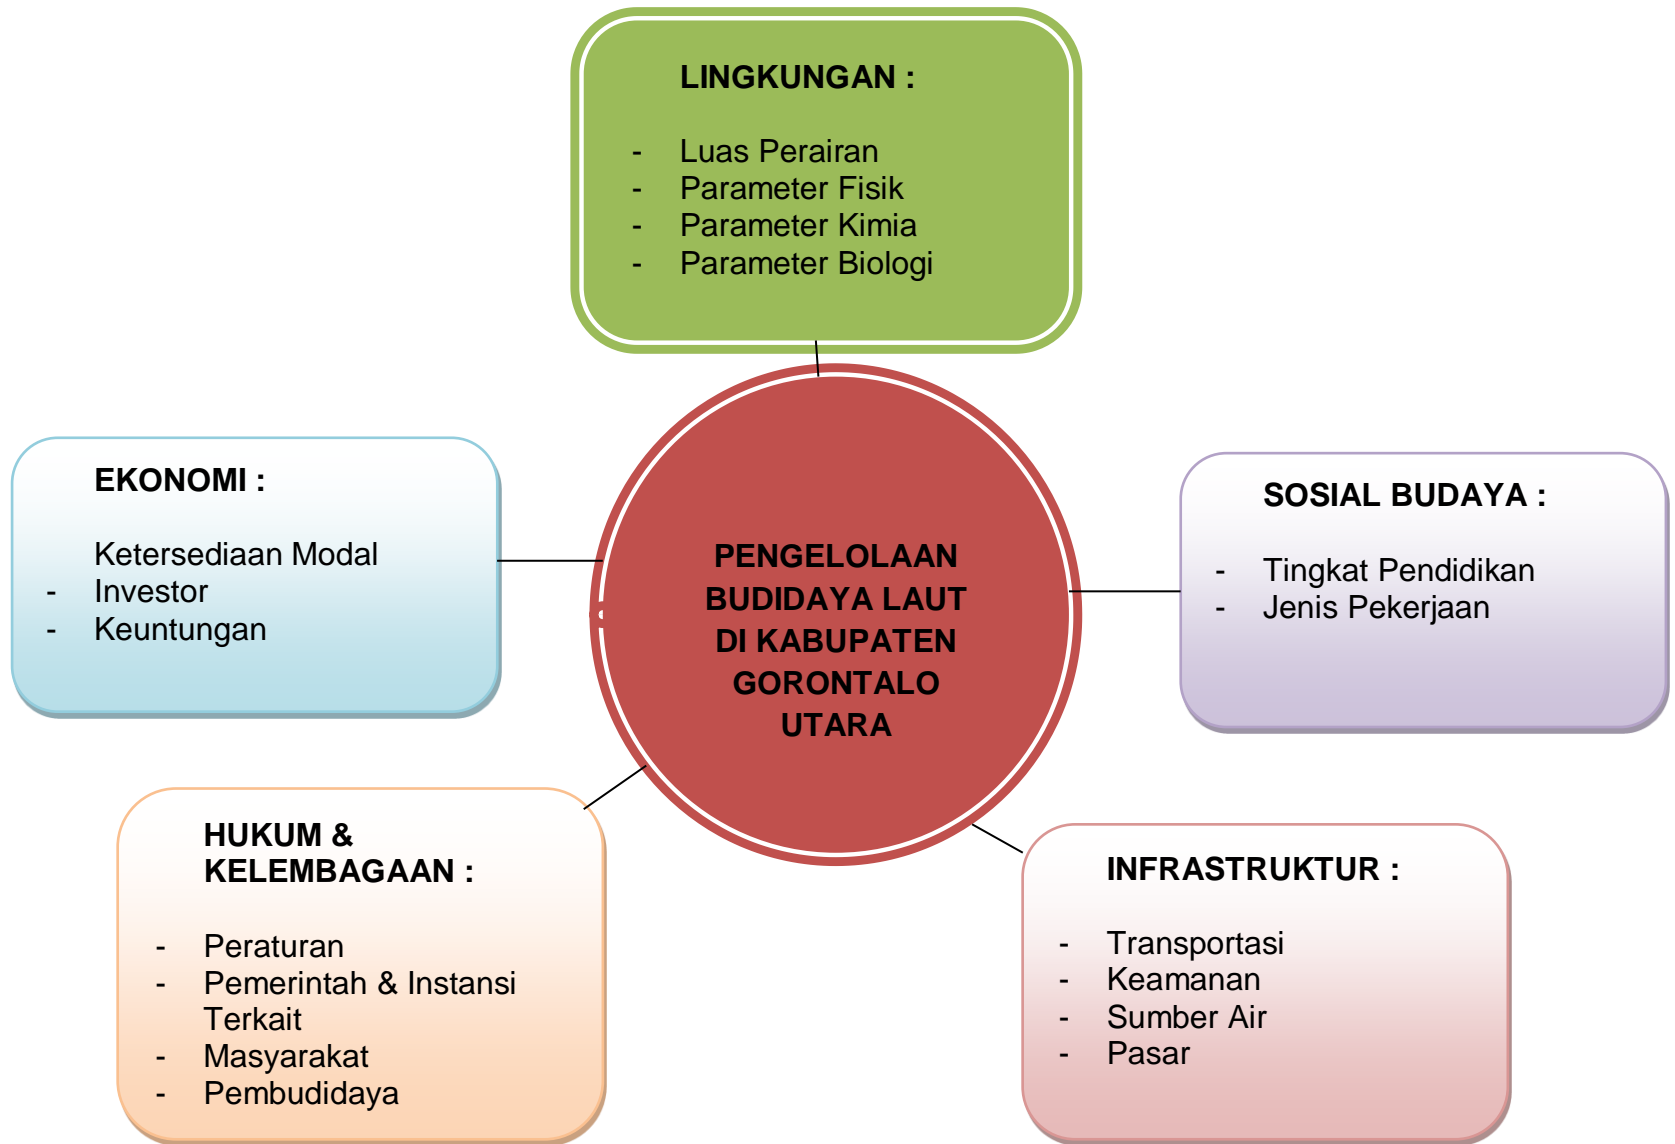 LINGKUNGAN :
- Luas Perairan
- Parameter Fisik
- Parameter Kimia
- Parameter Biologi
EKONOMI :
Ketersediaan Modal
- Investor
- Keuntungan
PENGELOLAAN
BUDIDAYA LAUT
DI KABUPATEN
GORONTALO
UTARA
SOSIAL BUDAYA :
- Tingkat Pendidikan
- Jenis Pekerjaan
HUKUM &
KELEMBAGAAN :
- Peraturan
- Pemerintah & Instansi
Terkait
- Masyarakat
- Pembudidaya
INFRASTRUKTUR :
- Transportasi
- Keamanan
- Sumber Air
- Pasar